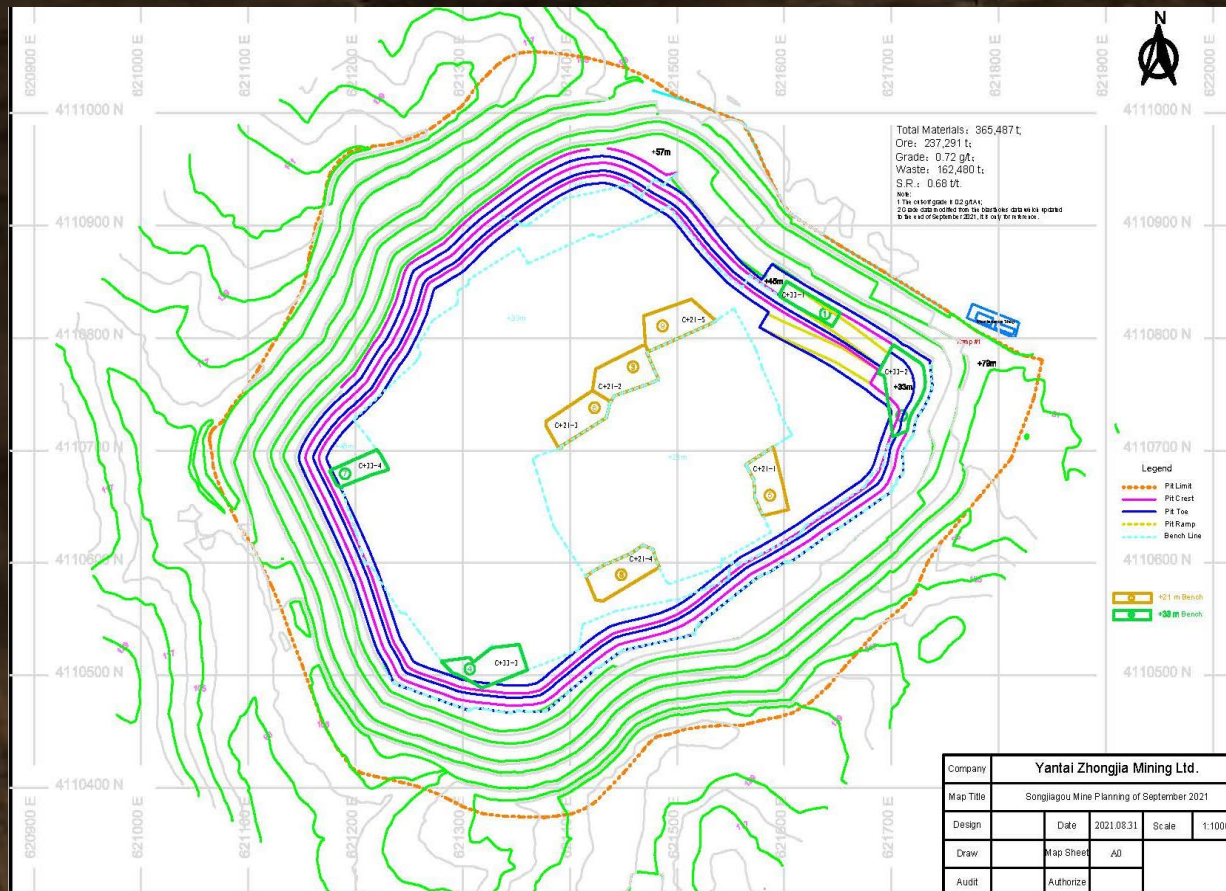 N
620900 E
621000 E
621100 E
621200 E
621300 E
621400 E
621500 E
621600 E
621700 E
621800 E
621900 E
622000 E
4111000 N
4111000 N
Total Materials: 365,487 t;
Ore: 237,291 t;
Grade: 0.72 g/t;
Waste: 162,480 t;
S.R.: 0.68 t/t.
Note:
+57m
4110900 N
4110900 N
+45m
C+33-1
C+21-5
4110800 N
4110800 N
+79m
C+33-2
+33m
C+21-2
C+21-3
4110700 N
4110700 N
C+33-4
C+21-1
Legend
Pit Limit
Pit Crest
Pit Toe
Pit Ramp
Bench Line
4110600 N
4110600 N
C+21-4
+21 m Bench
+33 m Bench
C+33-3
4110500 N
4110500 N
4110400 N
620900 E
621000 E
621100 E
621200 E
621300 E
621500 E
621600 E
621700 E
Company Yantai Zhongjia Mining Ltd.
Map Title Songjiagou Mine Planning of September 2021
Design Date 2021.08.31 Scale
Draw Map Sheet A0
Audit Authorize